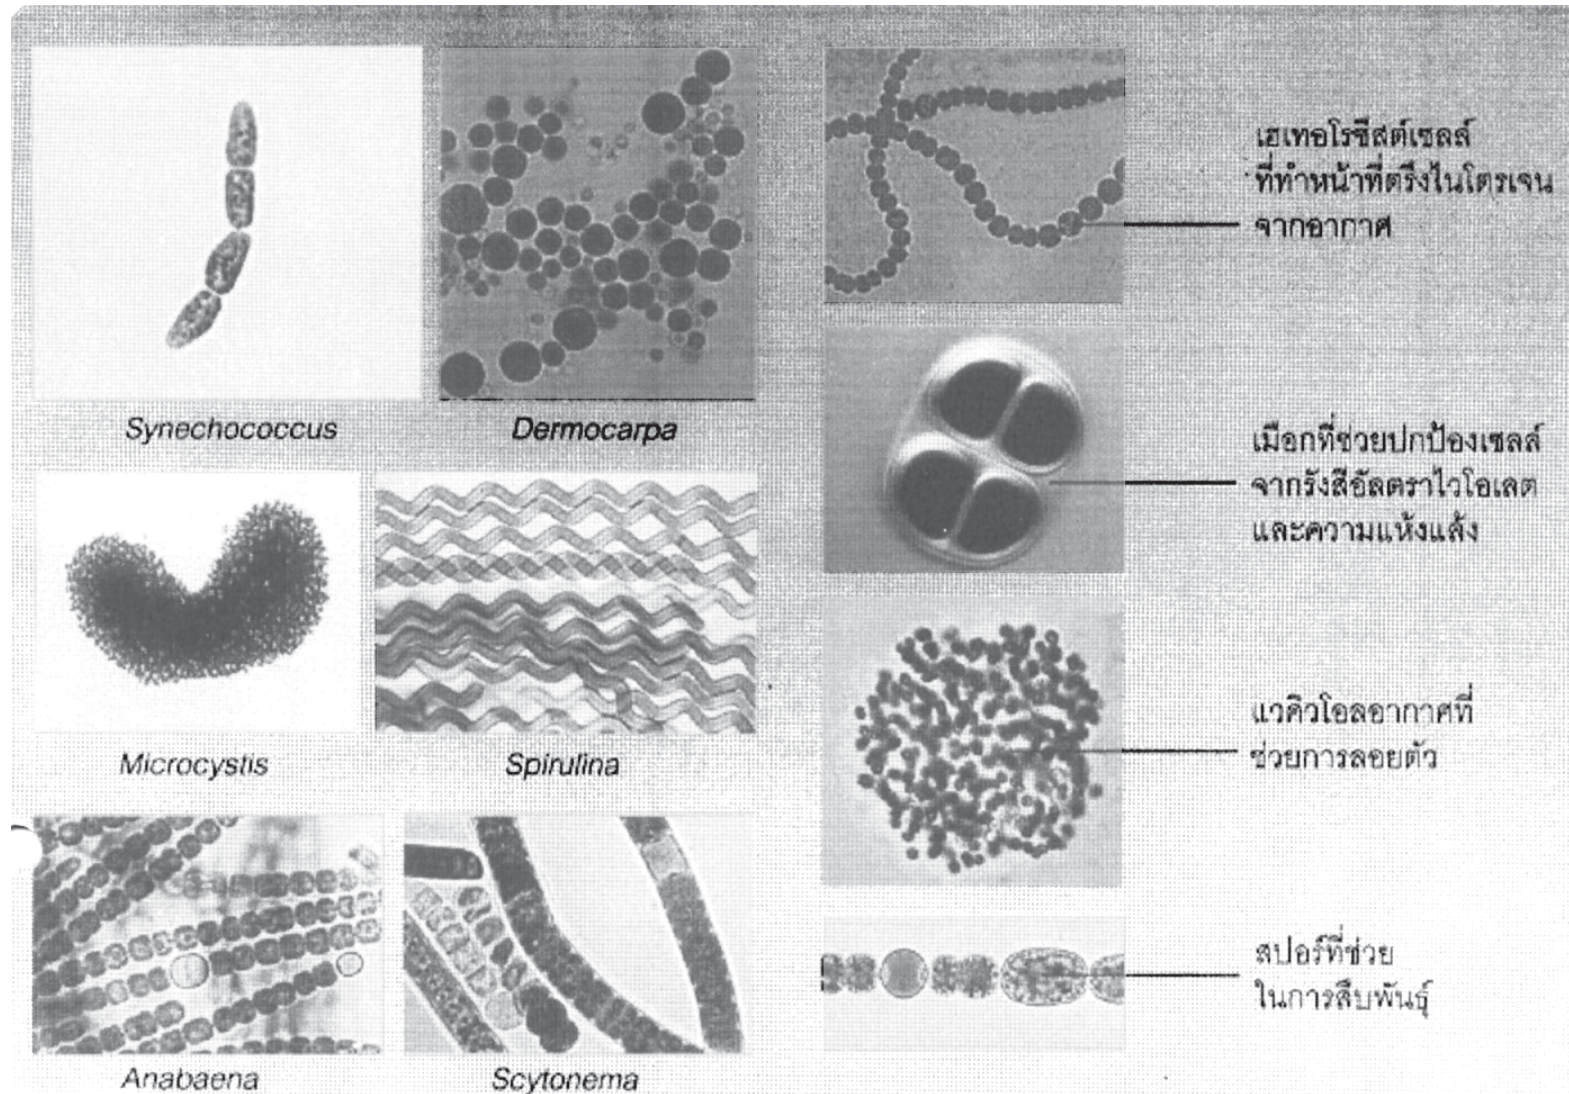 Synechococcus
Dermocarpa
Microcystis
Spirulina
Anabaena
Scytonema
เฮเทอโรซีสต์เซลล์
ที่ทำหน้าที่ตรึงไนโตรเจน
จากอากาศ
เมือกที่ช่วยปกป้องเซลล์
จากรังสีอัลตราไวโอเลต
และความแห้งแล้ง
แวคิวโอลอากาศที่
ช่วยการลอยตัว
สปอร์ที่ช่วย
ในการสืบพันธุ์